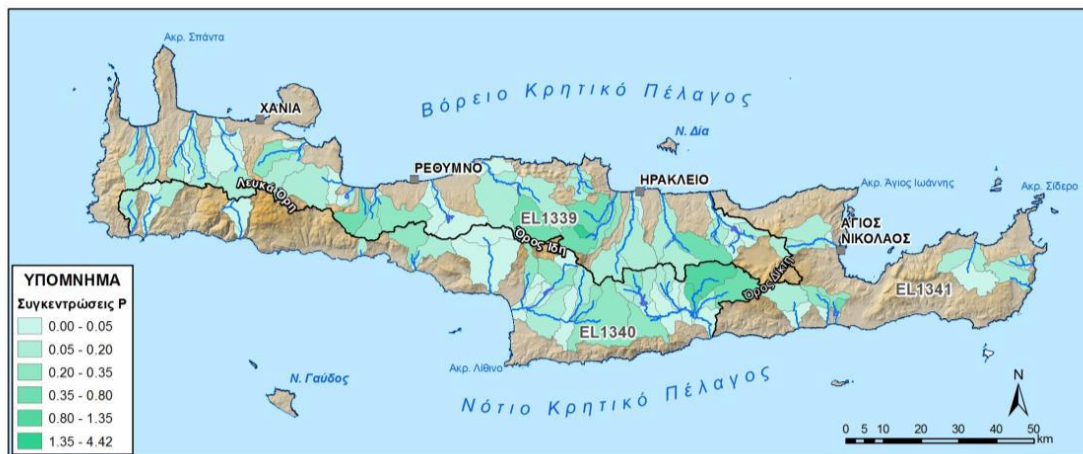 Ακρ. Σπάντα
ΧΑΝΙΑ
Βόρειο Κρητικό Πέλαγος
Ν. Δία
ΡΕΘΥΜΝΟ
ΗΡΑΚΛΕΙΟ
Ακρ. Άγιος Ιωάννης
Ακρ. Σίδερο
Λευκά Όρη
EL1339
Όρος Ίδη
ΑΓΙΟΣ
ΝΙΚΟΛΑΟΣ
Όρος Δίκτη
EL1341
EL1340
Ακρ. Λίθινο
Ν. Γαύδος
Νότιο Κρητικό Πέλαγος
ΥΠΟΜΝΗΜΑ
Συγκεντρώσεις P
0.00 - 0.05
0.05 - 0.20
0.20 - 0.35
0.35 - 0.80
0.80 - 1.35
1.35 - 4.42
N
0 5 10 20 30 40 50
km